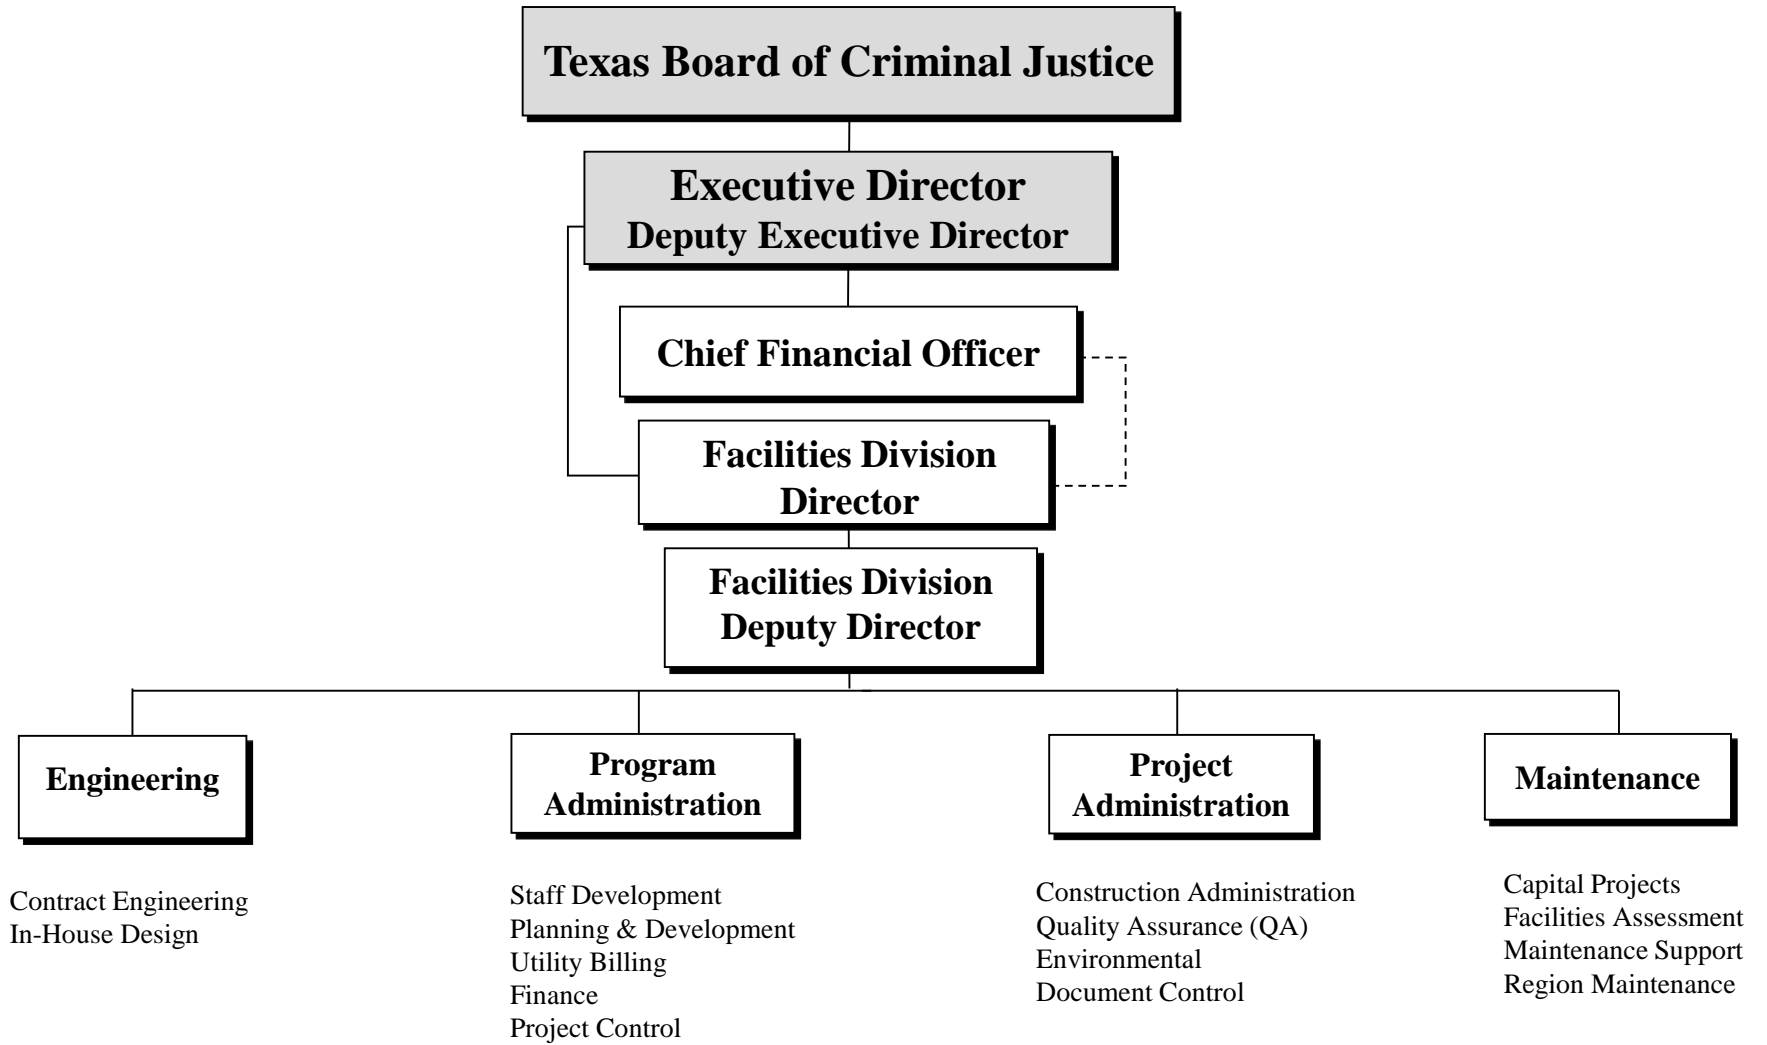 Texas Board of Criminal Justice
Executive Director
Deputy Executive Director
Chief Financial Officer
Facilities Division
Director
Facilities Division
Deputy Director
Engineering
Contract Engineering
In-House Design
Program
Administration
Staff Development
Planning & Development
Utility Billing
Finance
Project Control
Project
Administration
Construction Administration
Quality Assurance (QA)
Environmental
Document Control
Maintenance
Capital Projects
Facilities Assessment
Maintenance Support
Region Maintenance